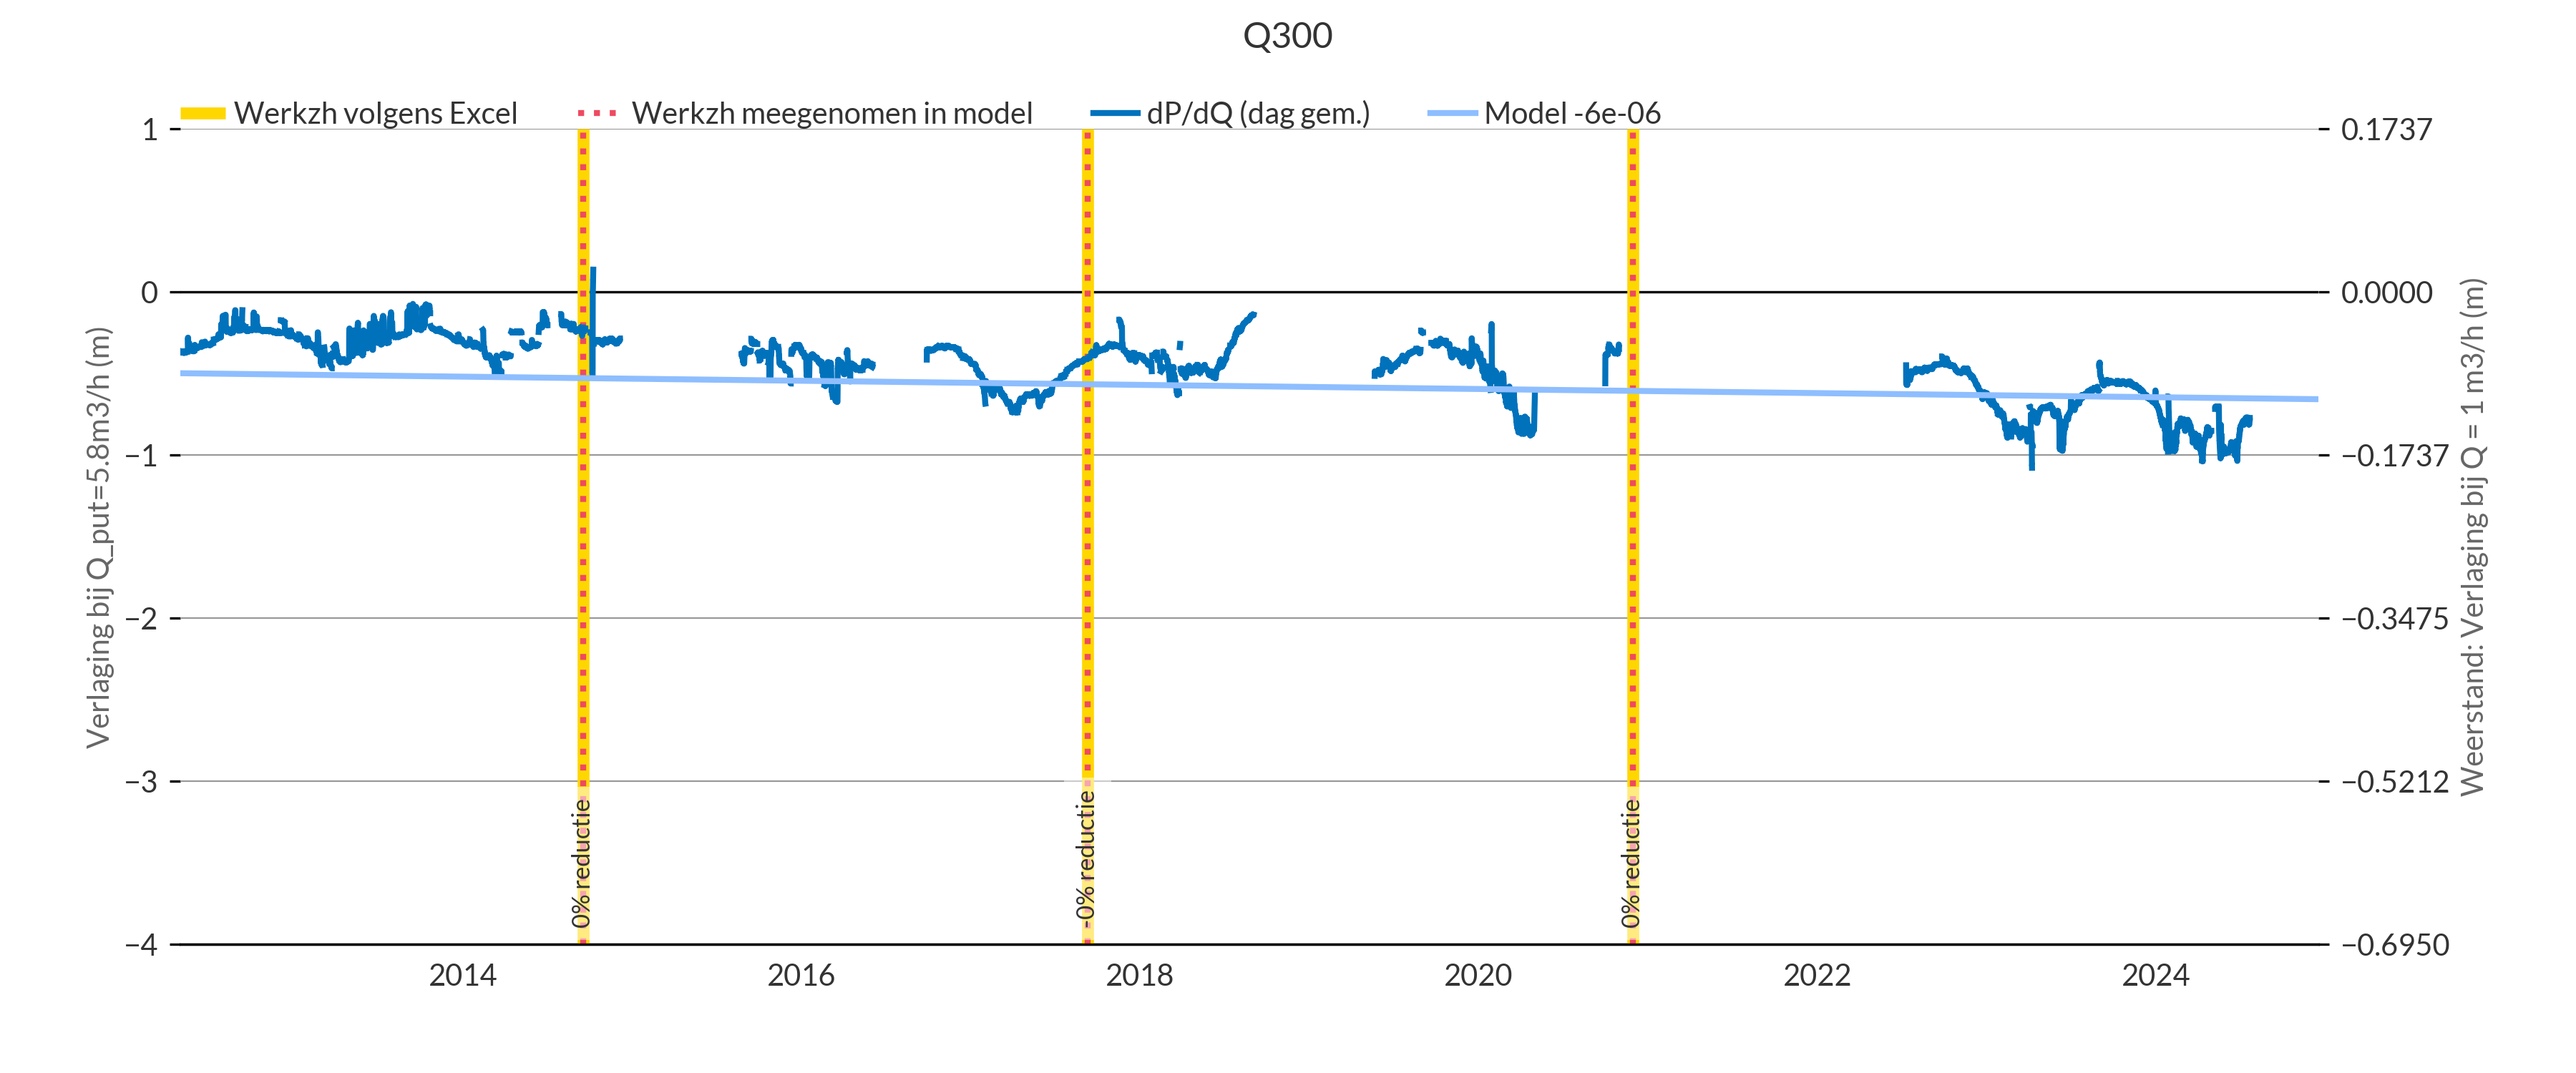 Q300
Werkzh volgens Excel
Werkzh meegenomen in model
dP/dQ (dag gem.)
Model -6e-06
1
0
−1
−2
−3
−4
Verlaging bij Q_put=5.8m3/h (m)
0.1737
0.0000
−0.1737
−0.3475
−0.5212
−0.6950
Weerstand: Verlaging bij Q = 1 m3/h (m)
0% reductie
-0% reductie
0% reductie
2014
2016
2018
2020
2022
2024